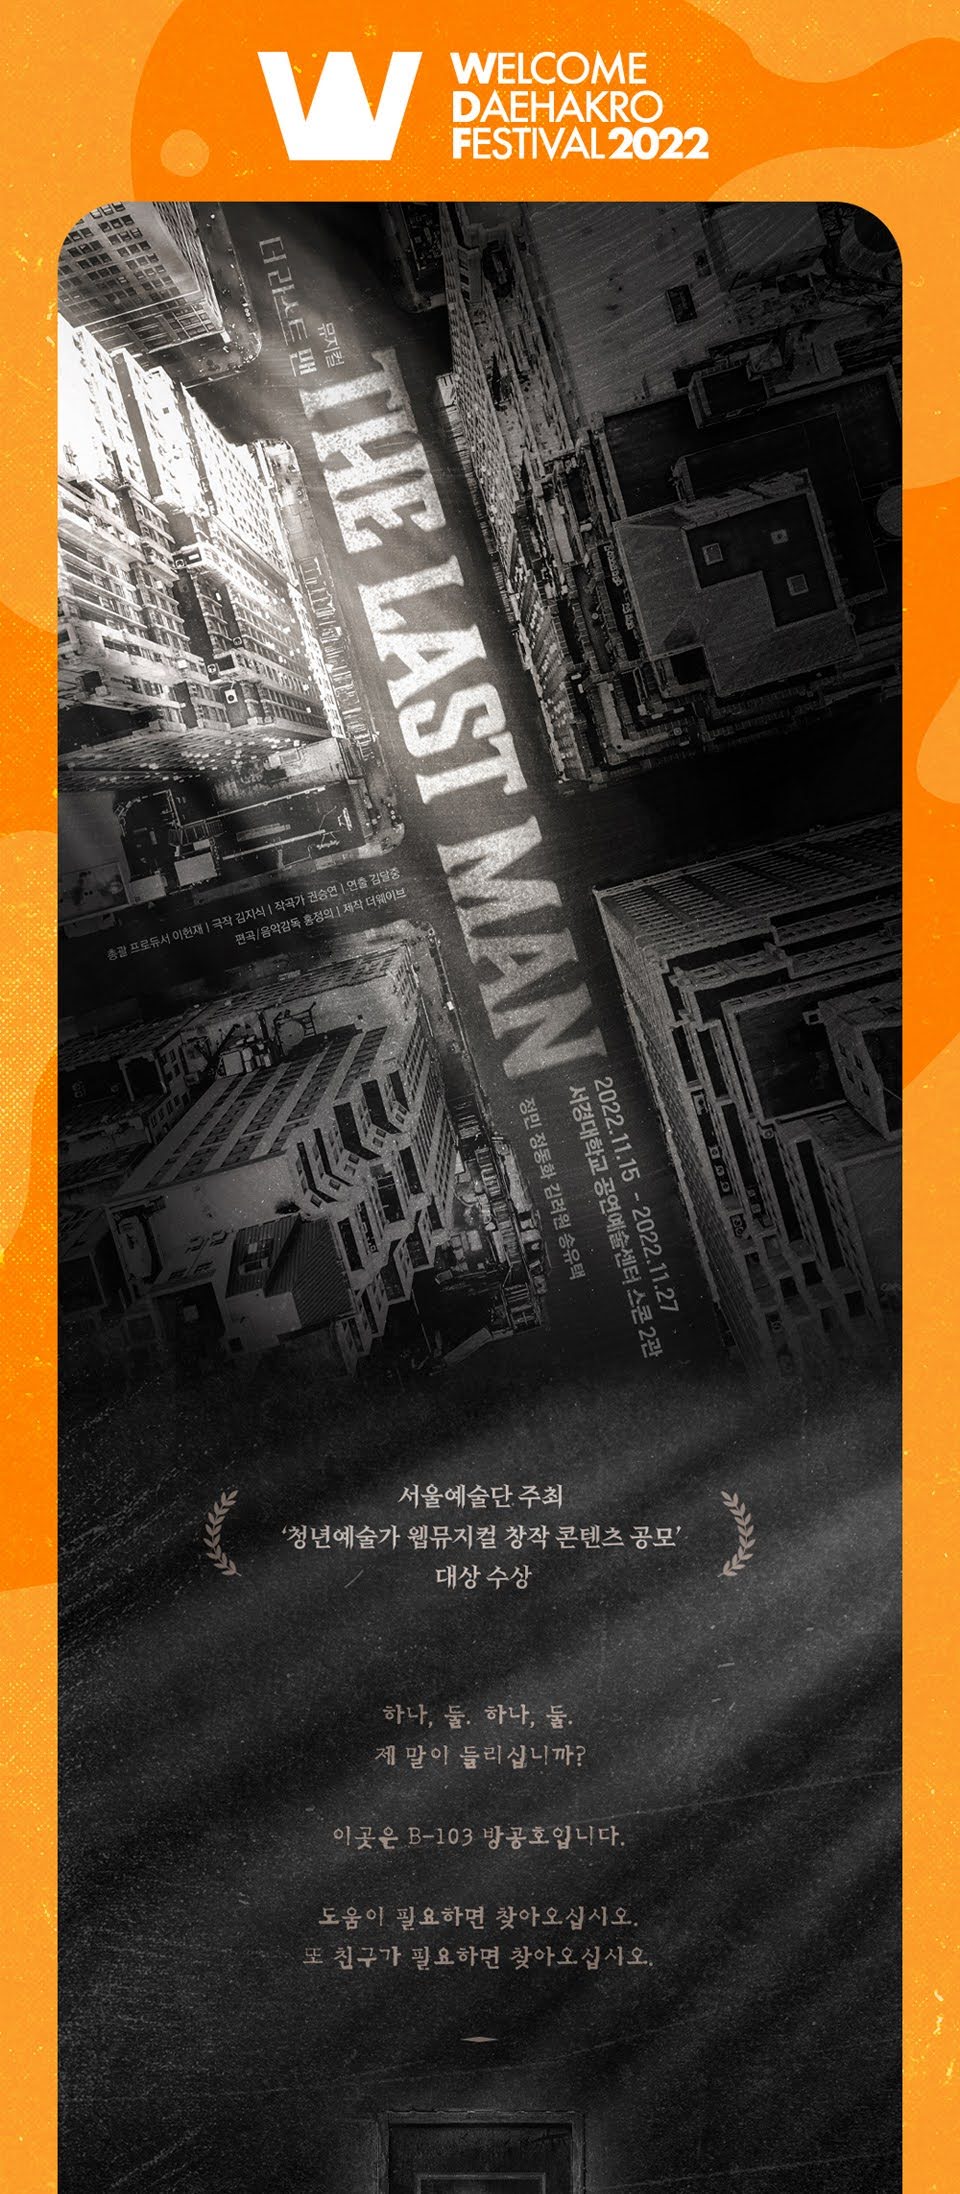 W
WELCOME
DAEHAKRO
FESTIVAL 2022
뮤지컬
더 라스트 맨
THE LAST MAN
총괄 프로듀서 이헌재 | 극작 김지식 | 작곡가 권승연 | 연출 김달중
편곡/음악감독 홍정의 | 제작 더웨이브
2022.11.15 - 2022.11.27
서경대학교 공연예술센터 스콘 2관
정민 정동화 김려원 송유택
서울예술단 주최
‘청년예술가 웹뮤지컬 창작 콘텐츠 공모’
대상 수상
하나, 둘. 하나, 둘.
제 말이 들리십니까?
이곳은 B-103 방공호입니다.
도움이 필요하면 찾아오십시오.
또 친구가 필요하면 찾아오십시오.